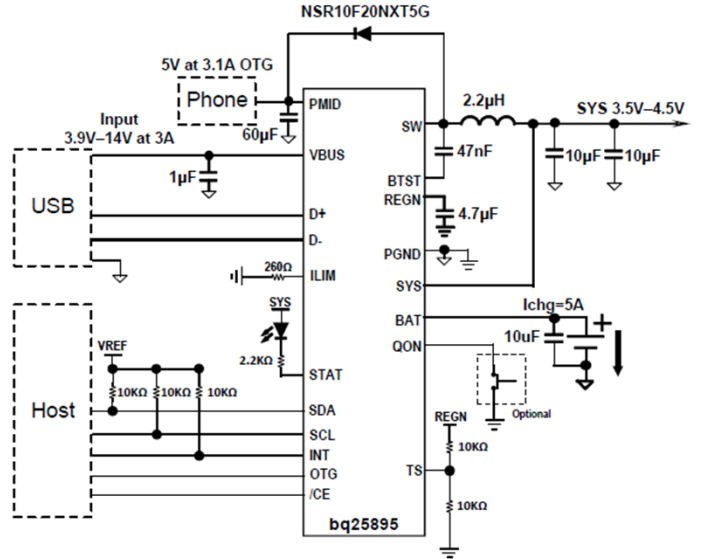 NSR10F20NXT5G
5V at 3.1A OTG
Phone
PMID
60µF
2.2µH
SYS 3.5V–4.5V
SW
Input
3.9V–14V at 3A
VBUS
1µF
47nF
10µF
10µF
BTST
REGN
4.7µF
USB
D+
D-
PGND
260Ω
ILIM
SYS
SYS
Ichg=5A
BAT
10uF
+
QON
VREF
2.2KΩ
STAT
10KΩ
10KΩ
10KΩ
Optional
Host
SDA
REGN
SCL
10KΩ
INT
TS
OTG
/CE
10KΩ
bq25895